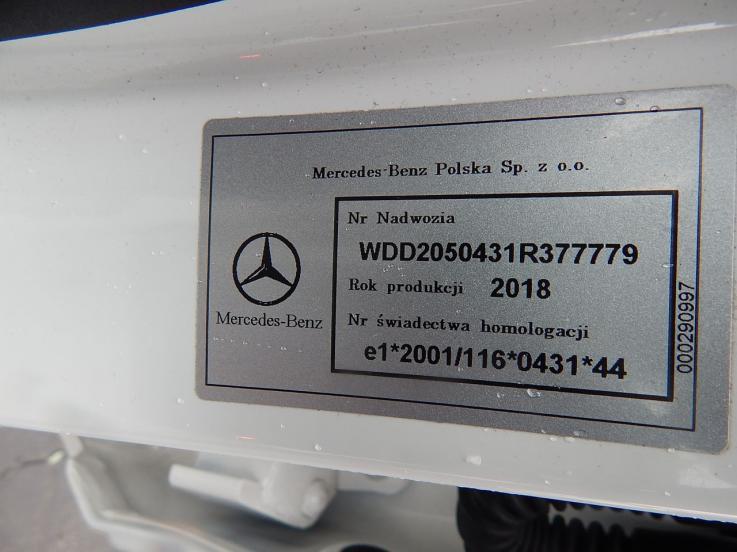 Mercedes-Benz Polska Sp. z o.o.
Nr Nadwozia
WDD2050431R377779
Rok produkcji 2018
Nr świadectwa homologacji
e1*2001/116*0431*44
Mercedes-Benz
000290997